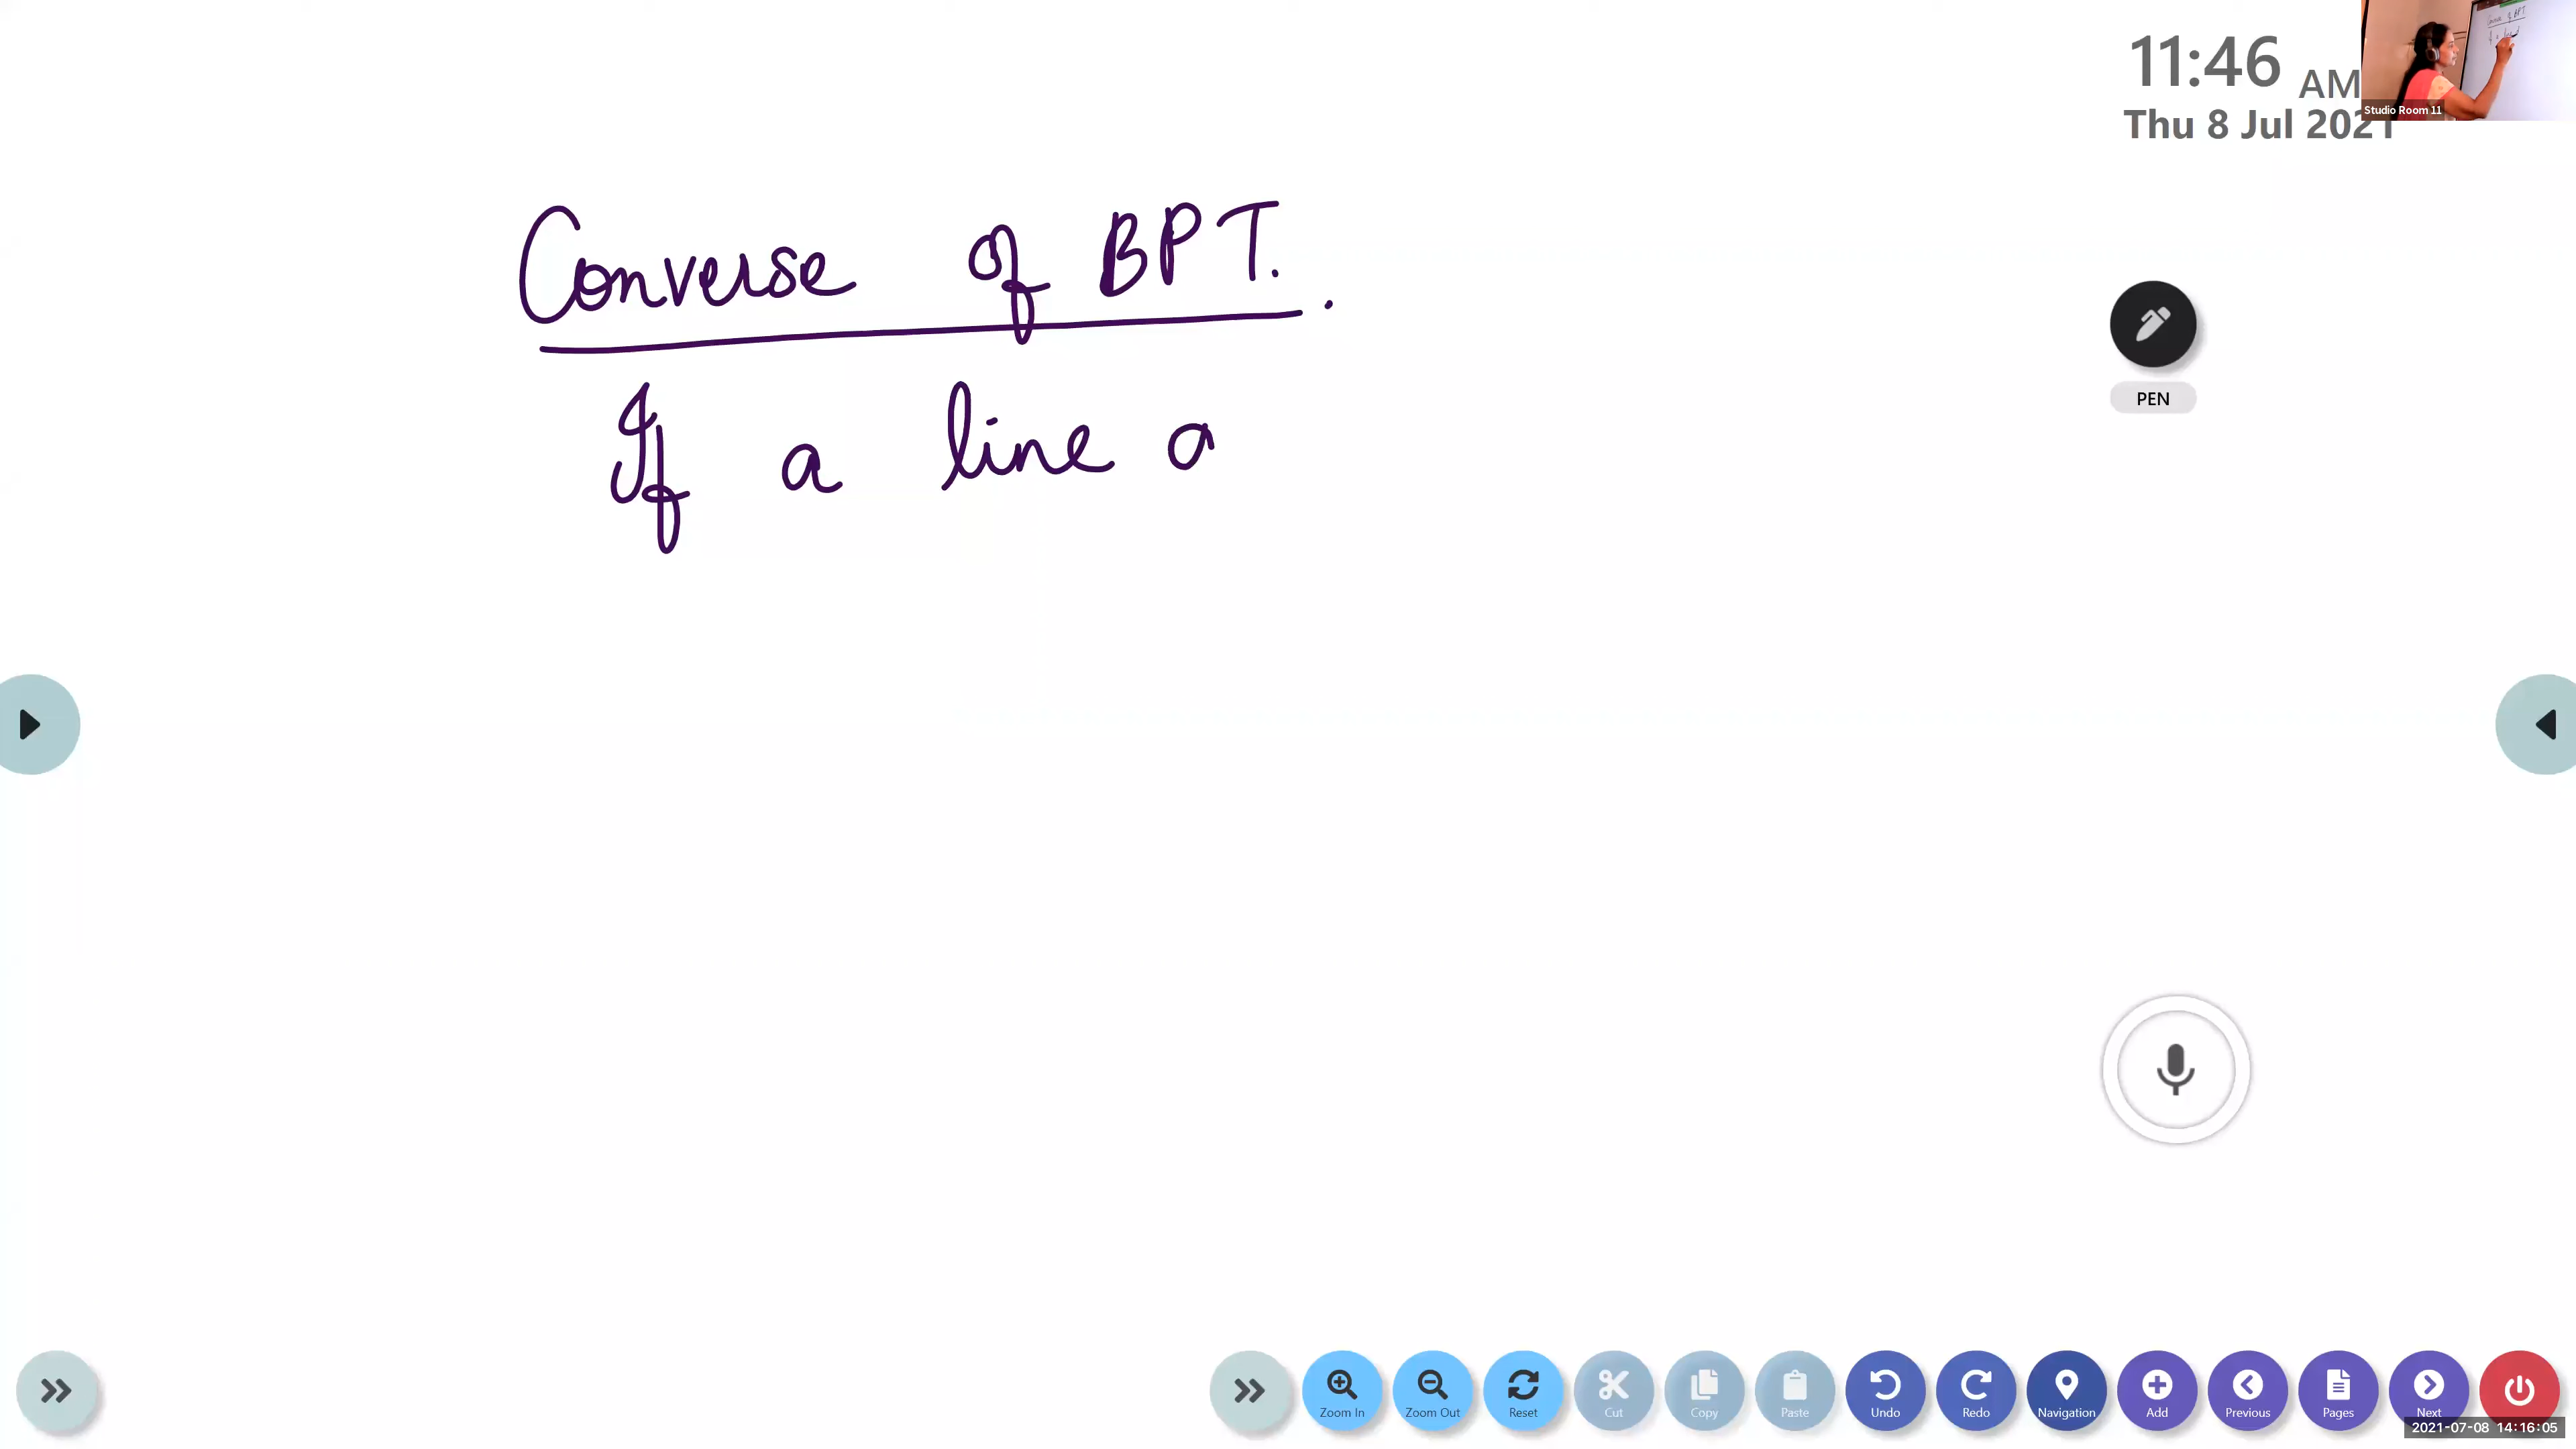 11:46 AM
Thu 8 Jul 2021
Studio Room 11
Converse of BPT.
If a line a
PEN
Zoom In
Zoom Out
Reset
Cut
Copy
Paste
Undo
Redo
Navigation
Add
Previous
Pages
Next
2021-07-08 14:16:05